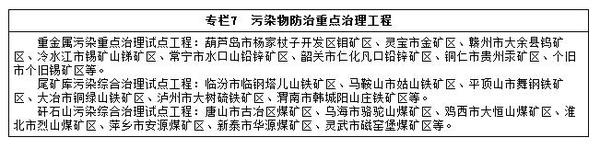 专栏7 污染物防治重点治理工程
重金属污染重点治理试点工程：葫芦岛市杨家杖子开发区钼矿区、灵宝市金矿区、赣州市大余县钨矿
区、冷水江市锡矿山锑矿区、常宁市水口山铅锌矿区、韶关市仁化凡口铅锌矿区、铜仁市贵州汞矿区、个旧
市个旧锡矿区等。
尾矿库污染综合治理试点工程：临汾市临钢塔儿山铁矿区、马鞍山市姑山铁矿区、平顶山市舞钢铁矿
区、大冶市铜绿山铁矿区、泸州市大树硫铁矿区、渭南市韩城阳山庄铁矿区等。
矸石山污染综合治理试点工程：唐山市古冶区煤矿区、乌海市骆驼山煤矿区、鸡西市大恒山煤矿区、淮
北市烈山煤矿区、萍乡市安源煤矿区、新泰市华源煤矿区、灵武市磁窑堡煤矿区等。